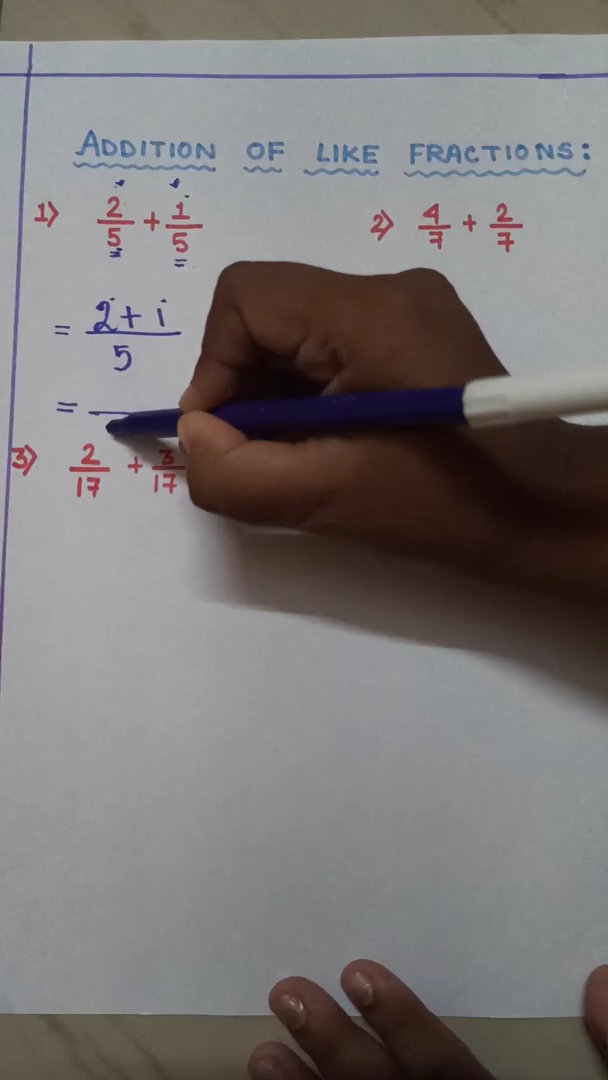 ADDITION OF LIKE FRACTIONS:
1) 2/5 + 1/5
2) 4/7 + 2/7
= 2 + 1 / 5
=
3) 2/17 + 3/17